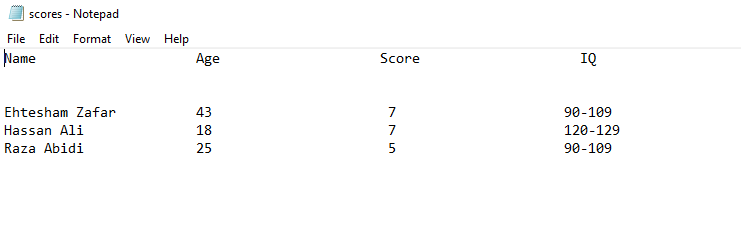 scores - Notepad
File Edit Format View Help
Name Age Score IQ
Ehtesham Zafar 43 7 90-109
Hassan Ali 18 7 120-129
Raza Abidi 25 5 90-109